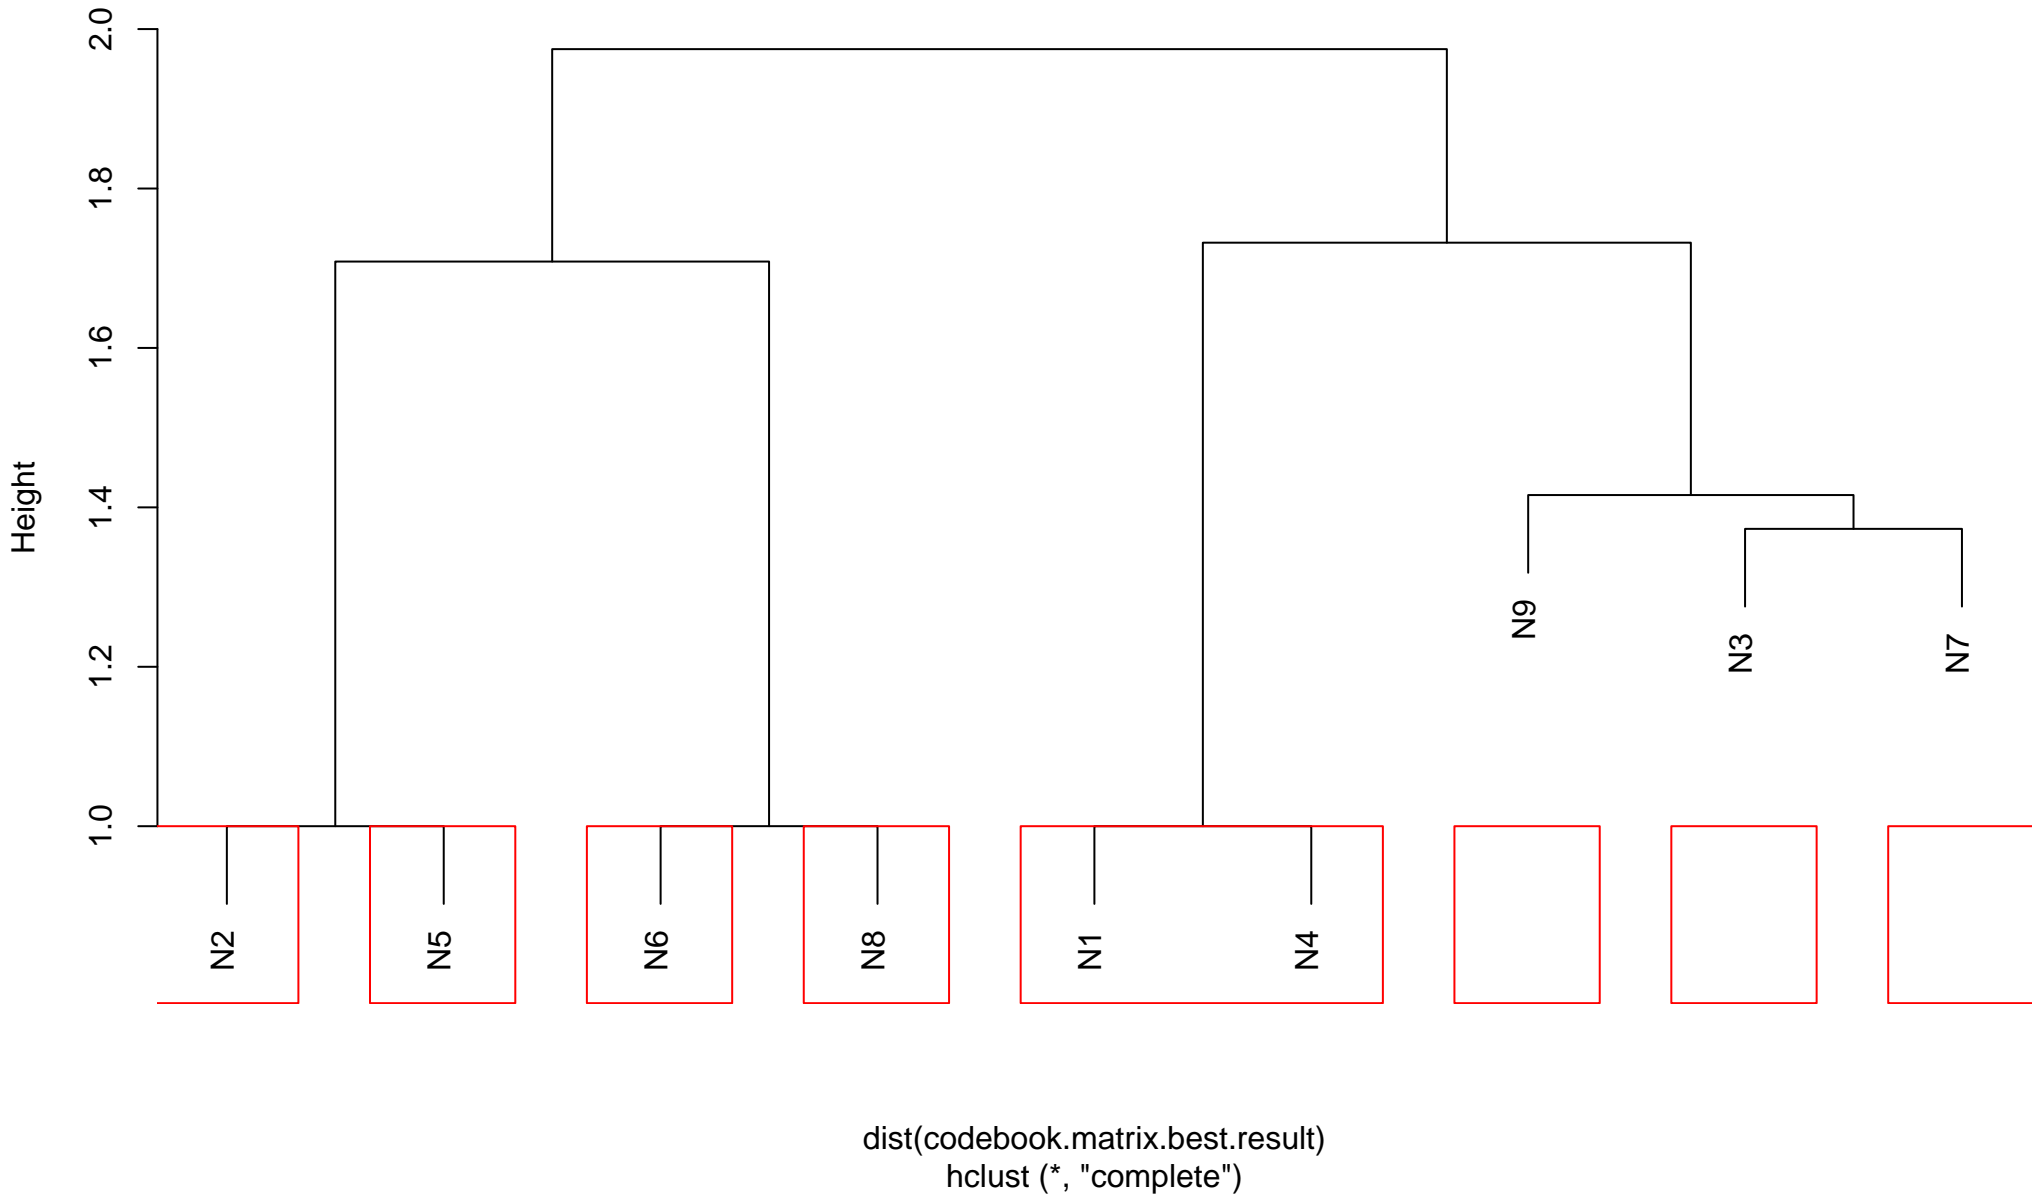 2.0
1.8
1.6
1.4
1.2
1.0
Height
N9
N3
N7
N2
N5
N6
N8
N1
N4
dist(codebook.matrix.best.result)
hclust (*, "complete")